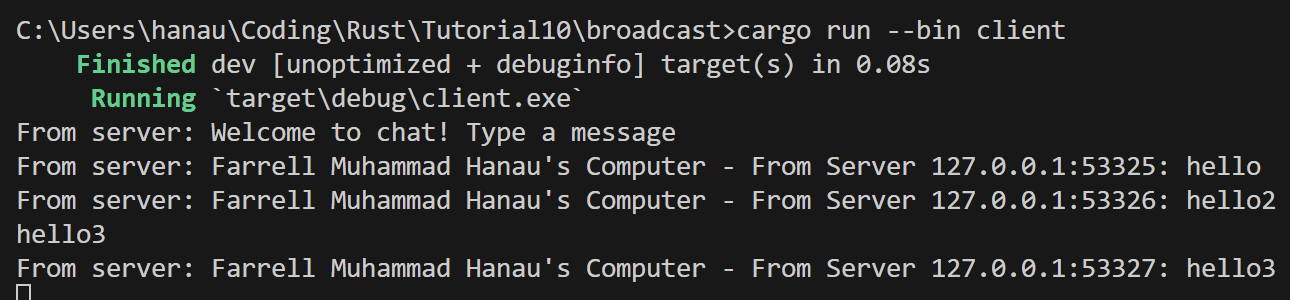 C:\Users\hanau\Coding\Rust\Tutorial10\broadcast>cargo run --bin client
Finished dev [unoptimized + debuginfo] target(s) in 0.08s
Running `target\debug\client.exe`
From server: Welcome to chat! Type a message
From server: Farrell Muhammad Hanau's Computer - From Server 127.0.0.1:53325: hello
From server: Farrell Muhammad Hanau's Computer - From Server 127.0.0.1:53326: hello2
hello3
From server: Farrell Muhammad Hanau's Computer - From Server 127.0.0.1:53327: hello3